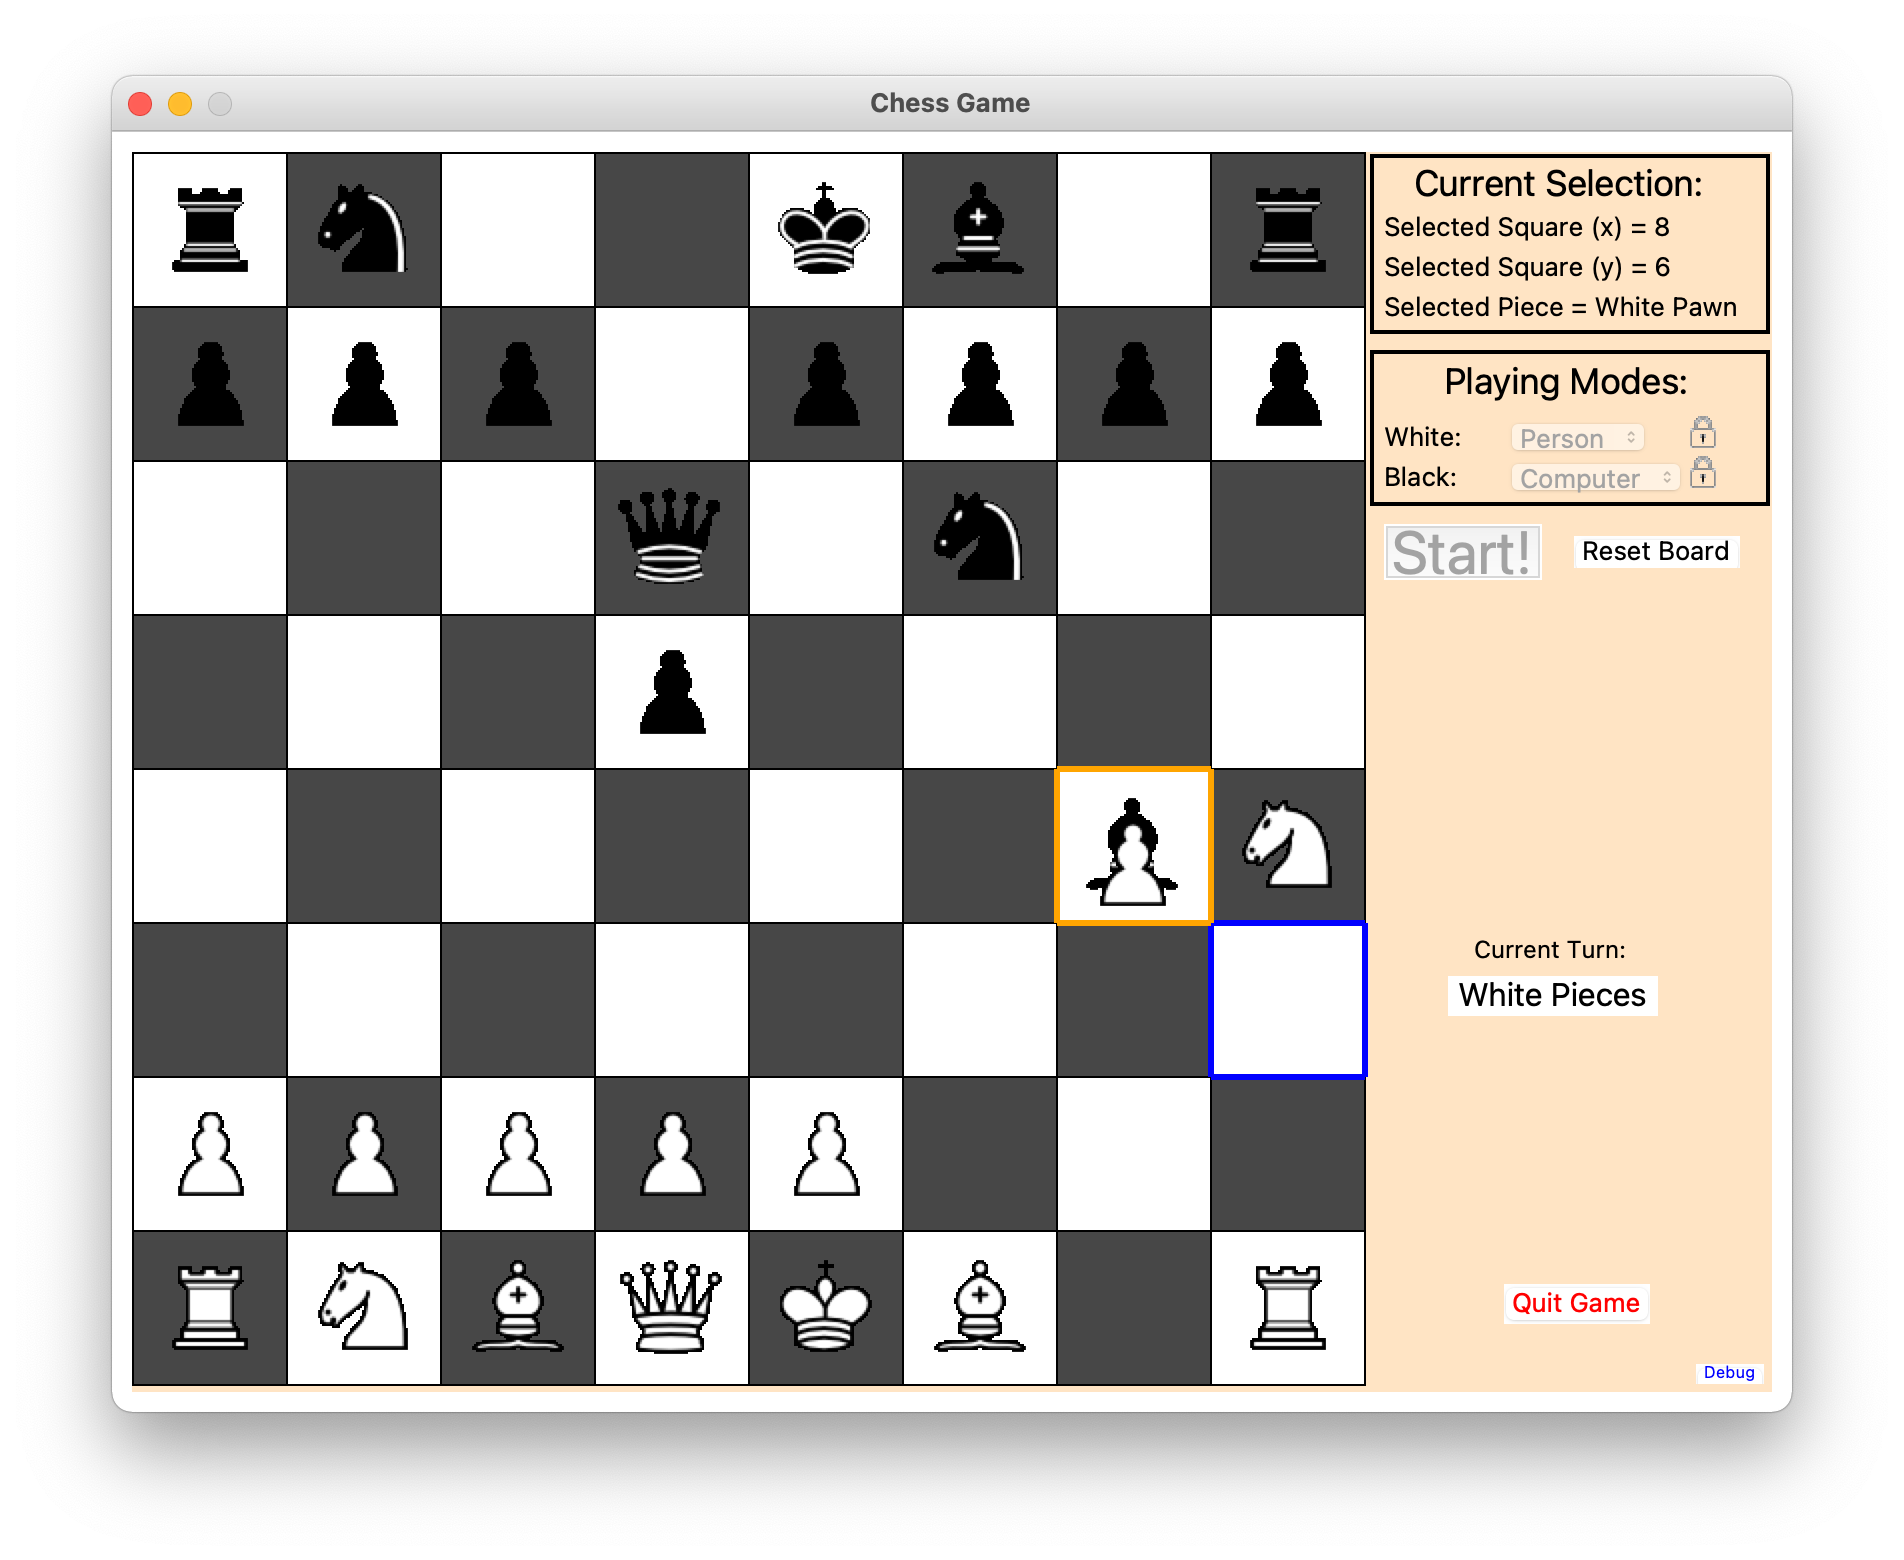 Chess Game
Current Selection:
Selected Square (x) = 8
Selected Square (y) = 6
Selected Piece = White Pawn
Playing Modes:
White: Person
Black: Computer
Start! Reset Board
Current Turn:
White Pieces
Quit Game
Debug